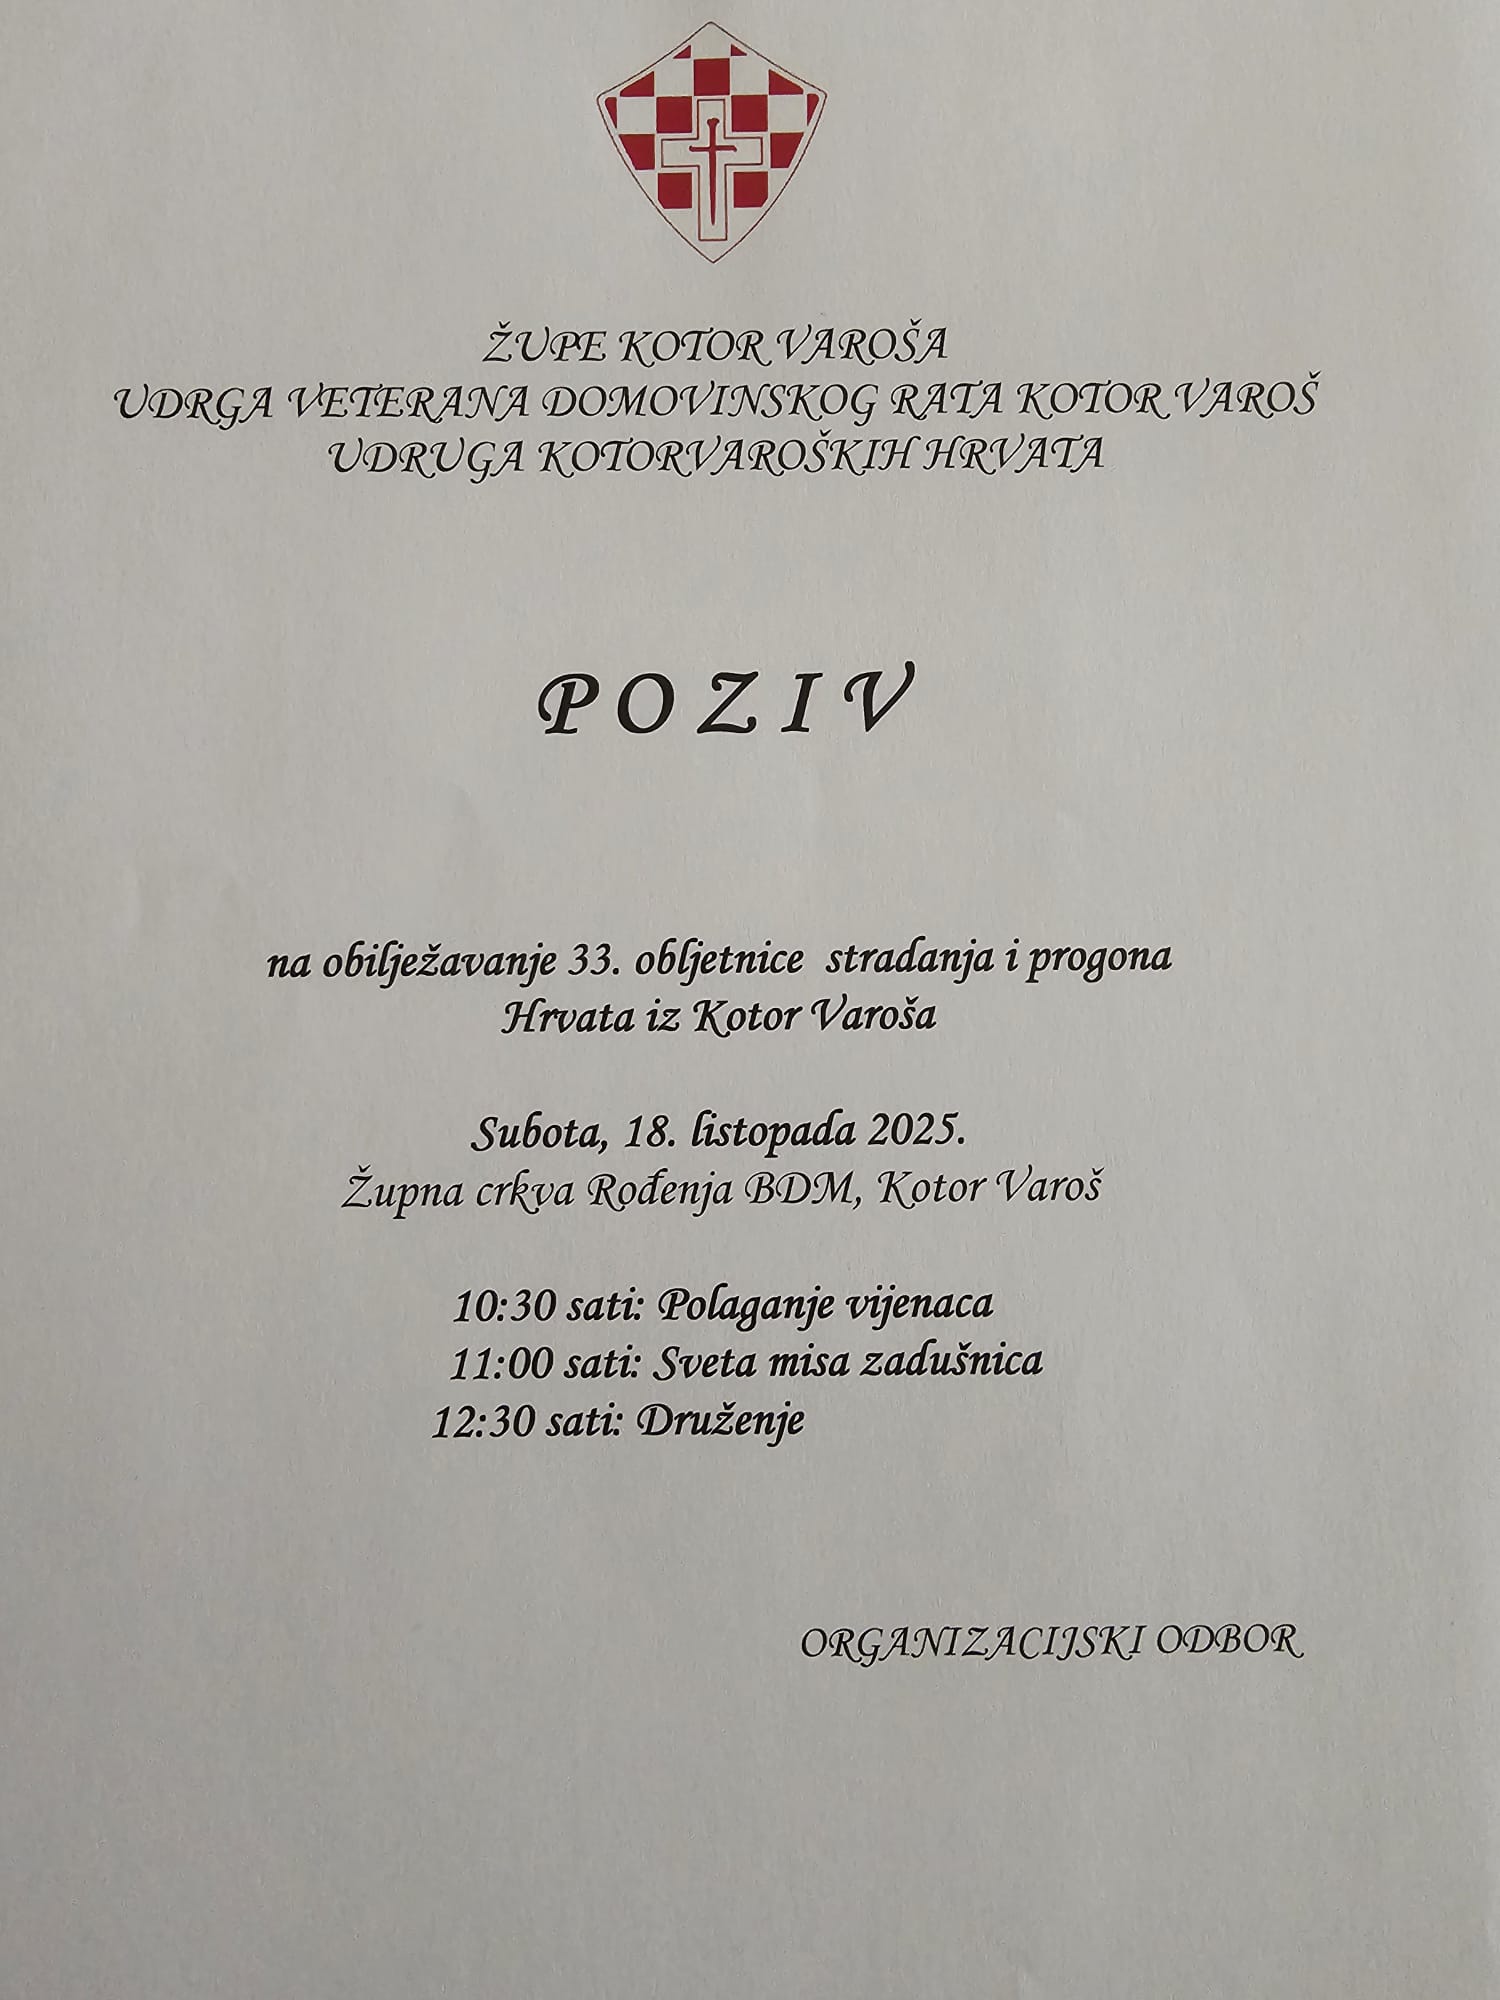 ŽUPE KOTOR VAROŠA
UDRGA VETERANA DOMOVINSKOG RATA KOTOR VAROŠ
UDRUGA KOTORVAROŠKIH HRVATA
POZIV
na obilježavanje 33. obljetnice stradanja i progona
Hrvata iz Kotor Varoša
Subota, 18. listopada 2025.
Župna crkva Rođenja BDM, Kotor Varoš
10:30 sati: Polaganje vijenaca
11:00 sati: Sveta misa zadušnica
12:30 sati: Druženje
ORGANIZACIJSKI ODBOR